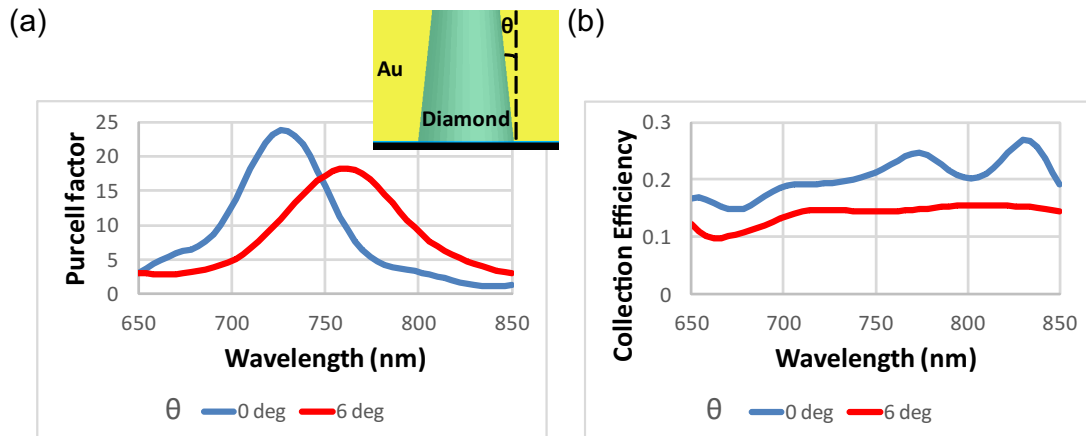 (a)
θ
Au
Diamond
Purcell factor
25
20
15
10
5
0
650 700 750 800 850
Wavelength (nm)
θ 0 deg 6 deg
(b)
Collection Efficiency
0.3
0.2
0.1
0
650 700 750 800 850
Wavelength (nm)
θ 0 deg 6 deg